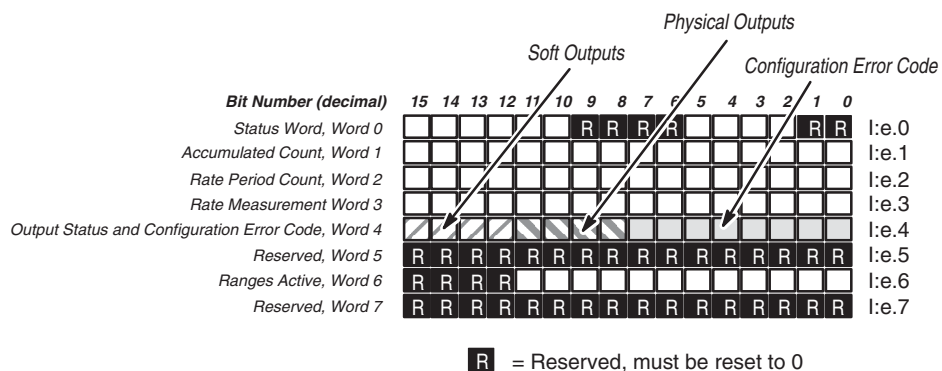 Physical Outputs
Soft Outputs
Configuration Error Code
Bit Number (decimal) 15 14 13 12 11 10 9 8 7 6 5 4 3 2 1 0
Status Word, Word 0 R R R R R R I:e.0
Accumulated Count, Word 1 I:e.1
Rate Period Count, Word 2 I:e.2
Rate Measurement Word 3 I:e.3
Output Status and Configuration Error Code, Word 4 I:e.4
Reserved, Word 5 R R R R R R R R R R R R R R R R I:e.5
Ranges Active, Word 6 R R R R I:e.6
Reserved, Word 7 R R R R R R R R R R R R R R R R I:e.7
R = Reserved, must be reset to 0